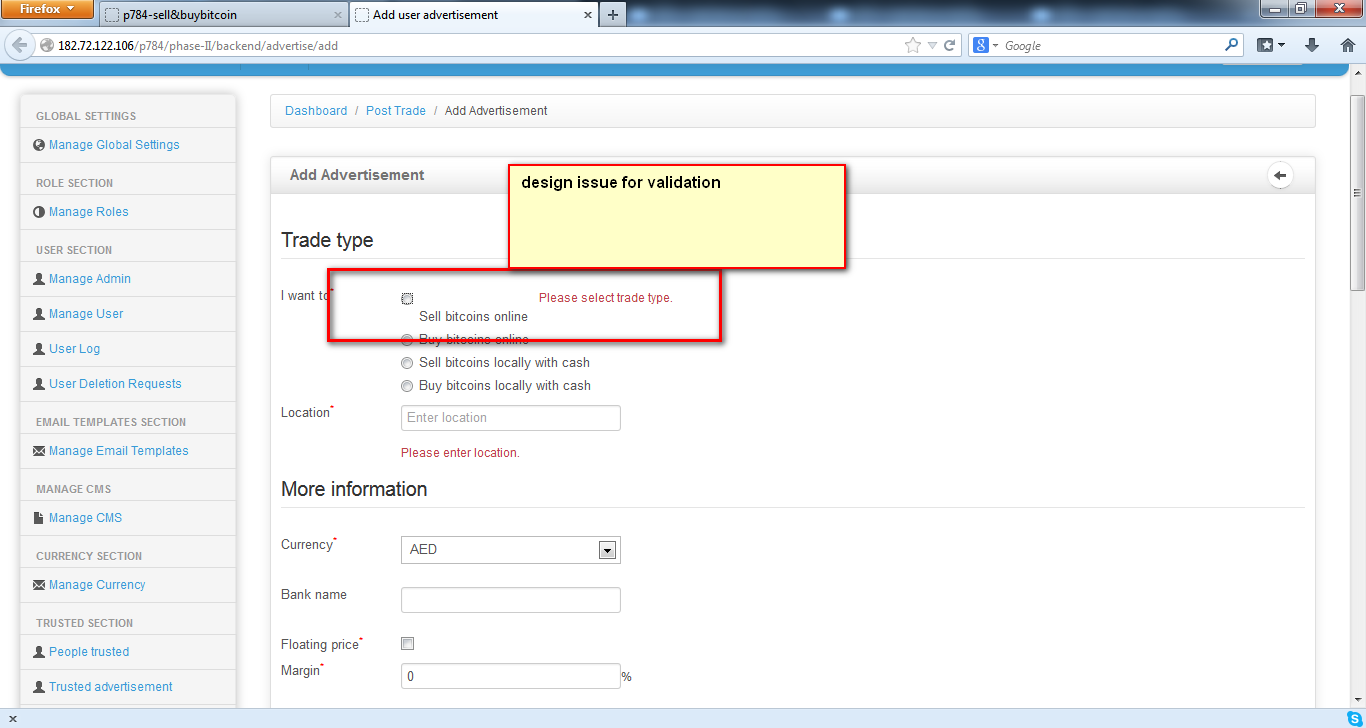 Firefox
p784-sell&buybitcoin
Add user advertisement
182.72.122.106/p784/phase-II/backend/advertise/add
Google
GLOBAL SETTINGS
Manage Global Settings
ROLE SECTION
Manage Roles
USER SECTION
Manage Admin
Manage User
User Log
User Deletion Requests
EMAIL TEMPLATES SECTION
Manage Email Templates
MANAGE CMS
Manage CMS
CURRENCY SECTION
Manage Currency
TRUSTED SECTION
People trusted
Trusted advertisement
Dashboard / Post Trade / Add Advertisement
Add Advertisement
design issue for validation
Trade type
I want to*
Please select trade type.
Sell bitcoins online
Buy bitcoins online
Sell bitcoins locally with cash
Buy bitcoins locally with cash
Location*
Enter location
Please enter location.
More information
Currency*
AED
Bank name
Floating price*
Margin*
0 %